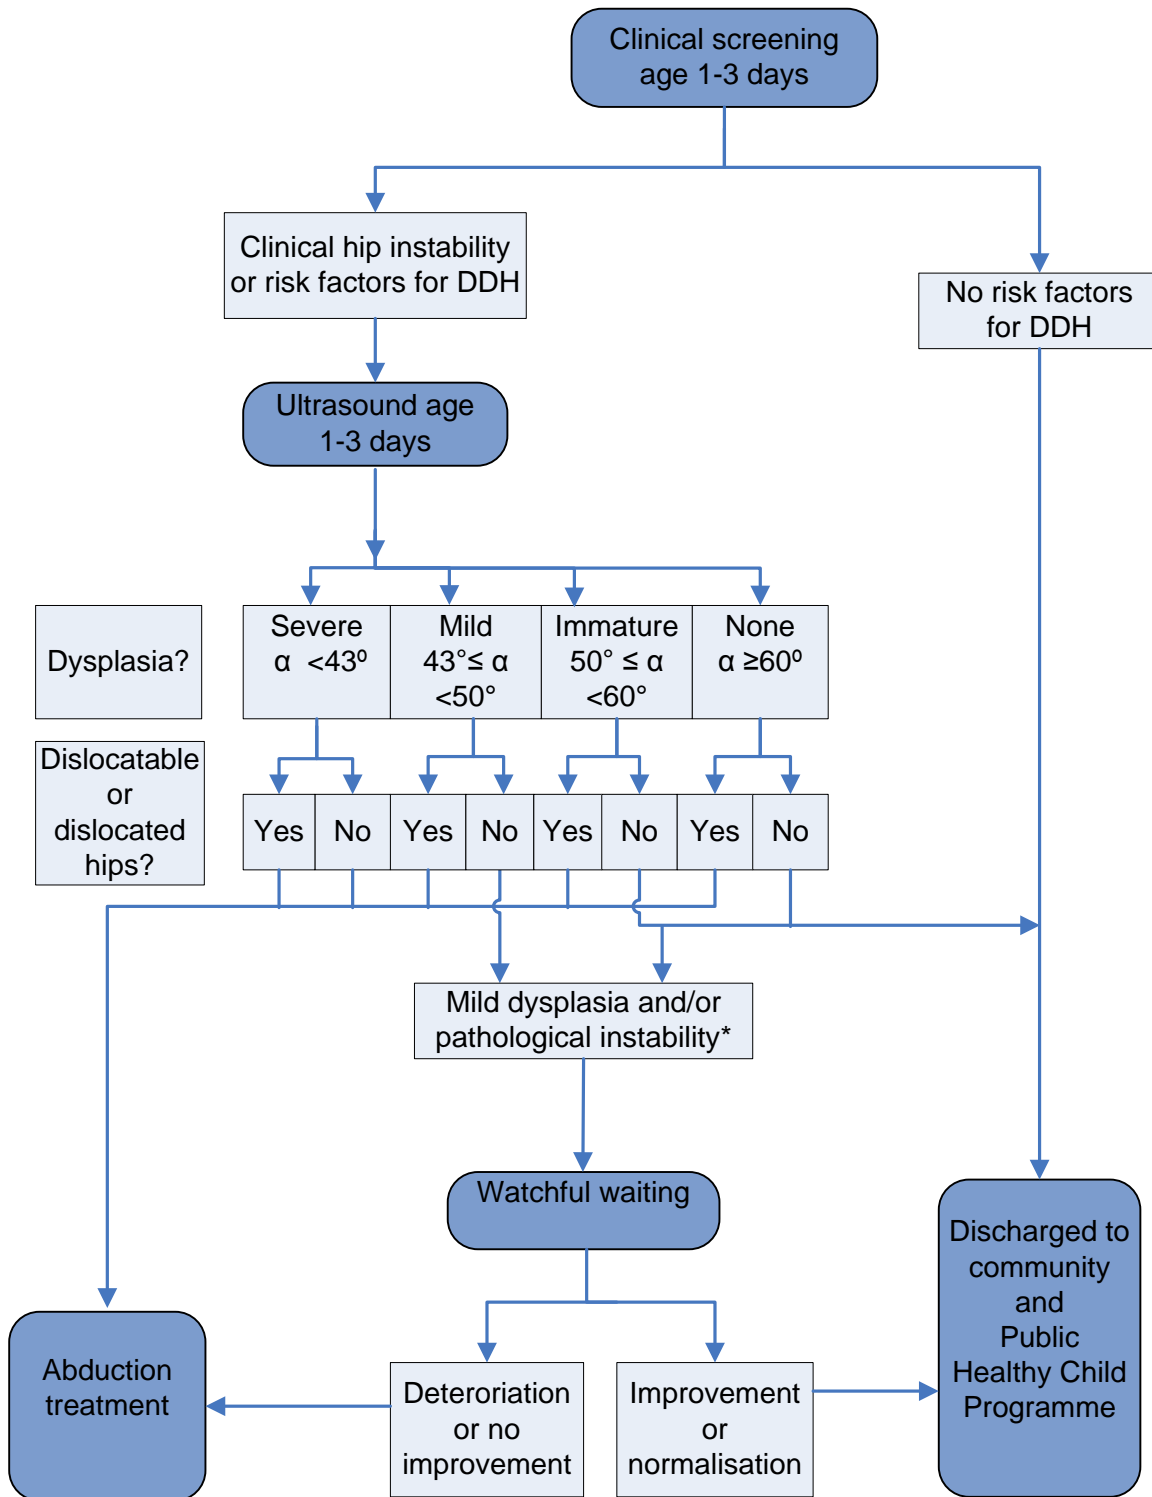 Clinical screening
age 1-3 days
Clinical hip instability
or risk factors for DDH
No risk factors
for DDH
Ultrasound age
1-3 days
Dysplasia?
Severe
α <43º
Mild
43°≤ α
<50°
Immature
50° ≤ α
<60°
None
α ≥60º
Dislocatable
or
dislocated
hips?
Yes
No
Yes
No
Yes
No
Yes
No
Mild dysplasia and/or
pathological instability*
Watchful waiting
Discharged to
community
and
Public
Healthy Child
Programme
Abduction
treatment
Deteroriation
or no
improvement
Improvement
or
normalisation